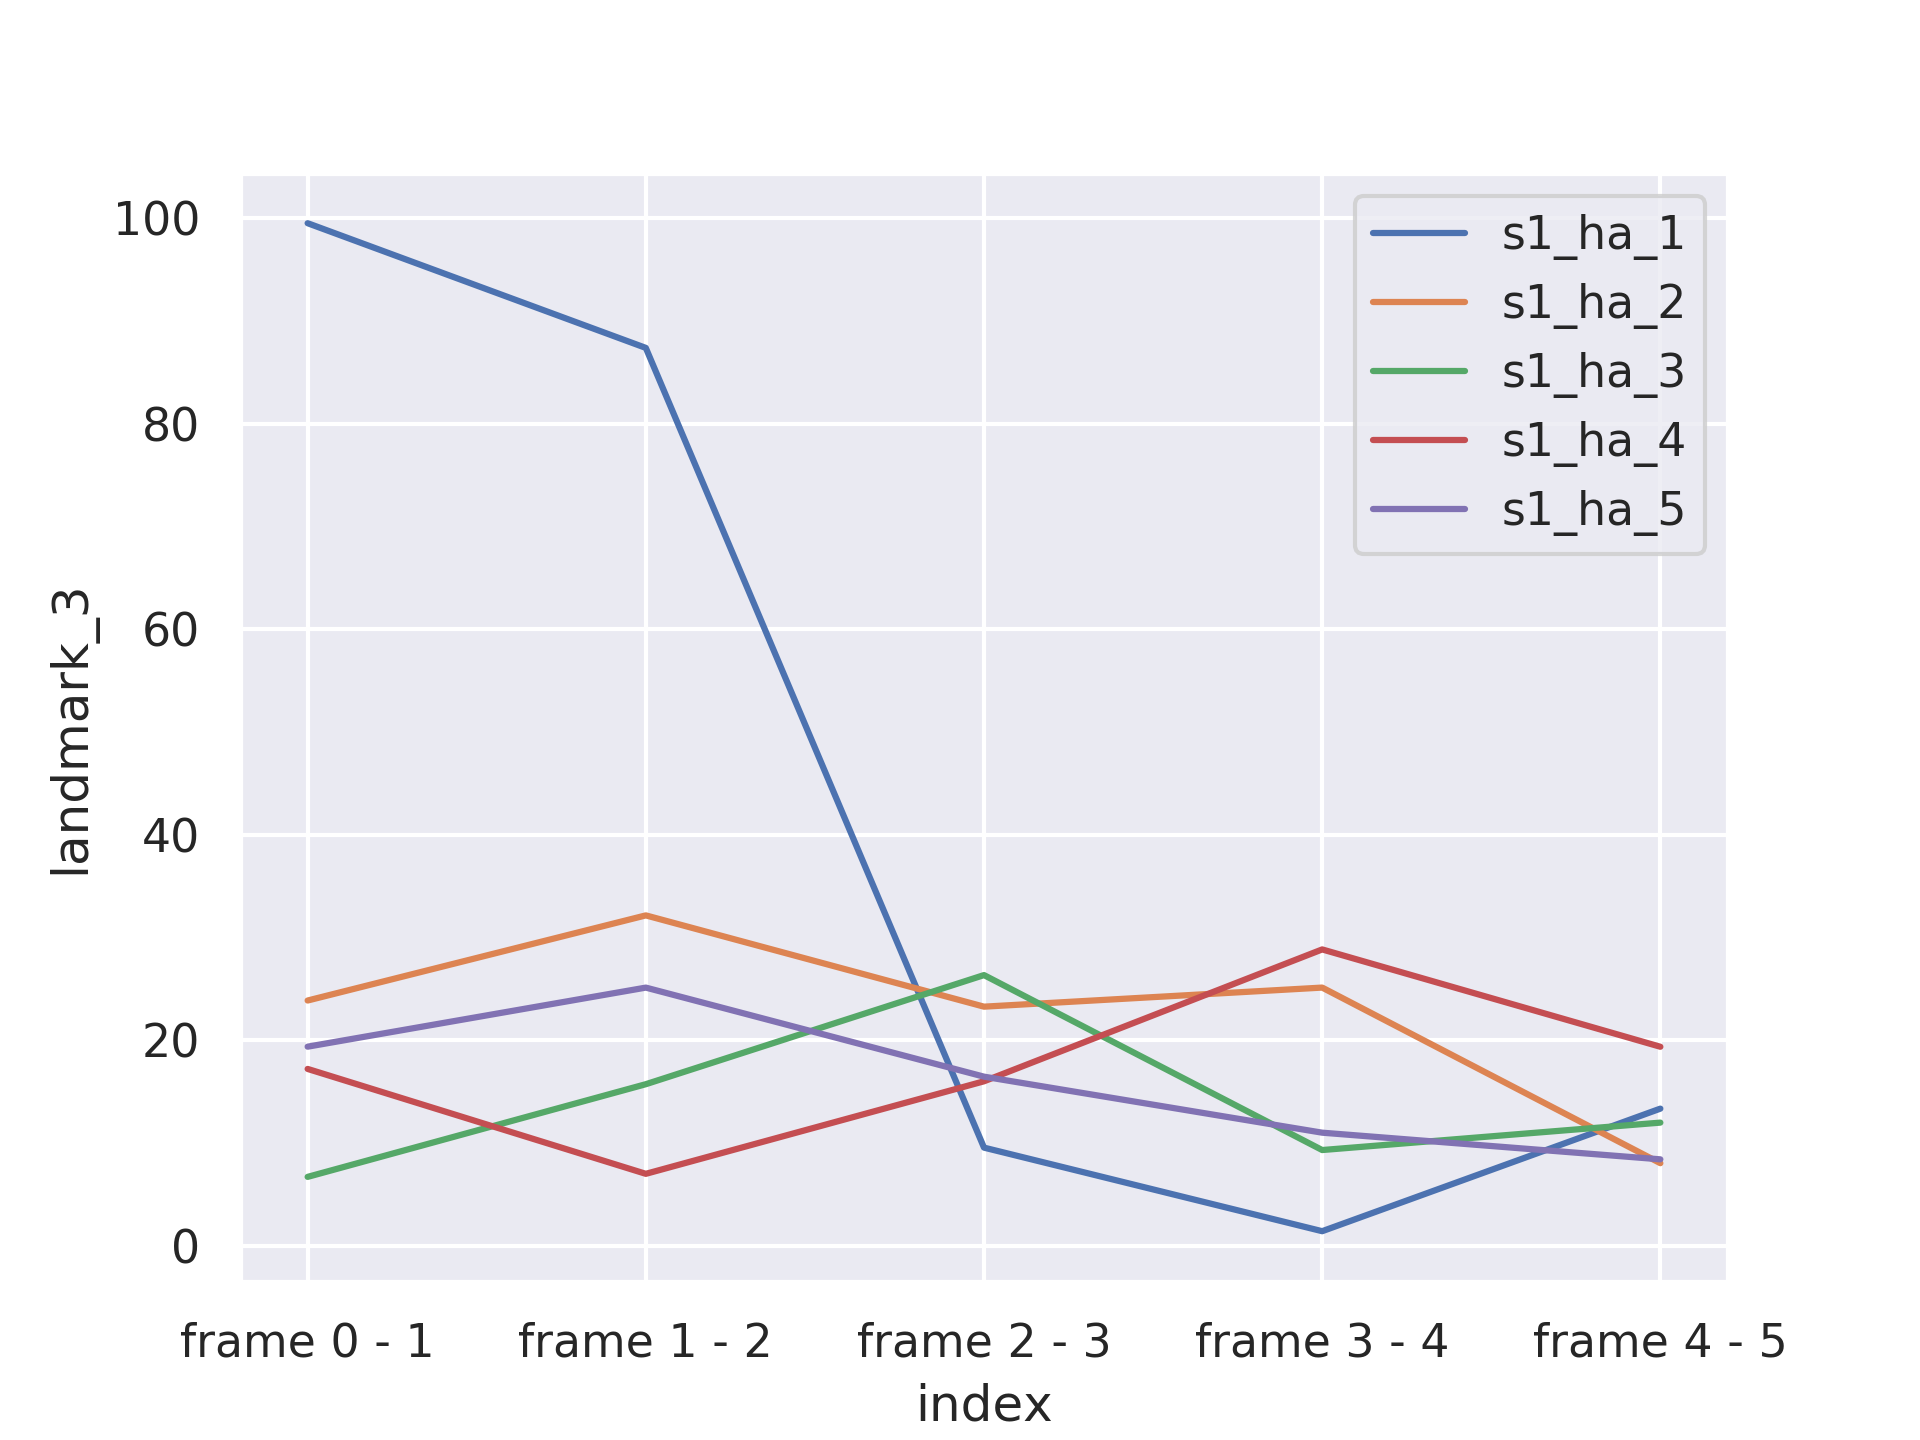 100
80
60
40
20
0
landmark_3
s1_ha_1
s1_ha_2
s1_ha_3
s1_ha_4
s1_ha_5
frame 0 - 1
frame 1 - 2
frame 2 - 3
frame 3 - 4
frame 4 - 5
index